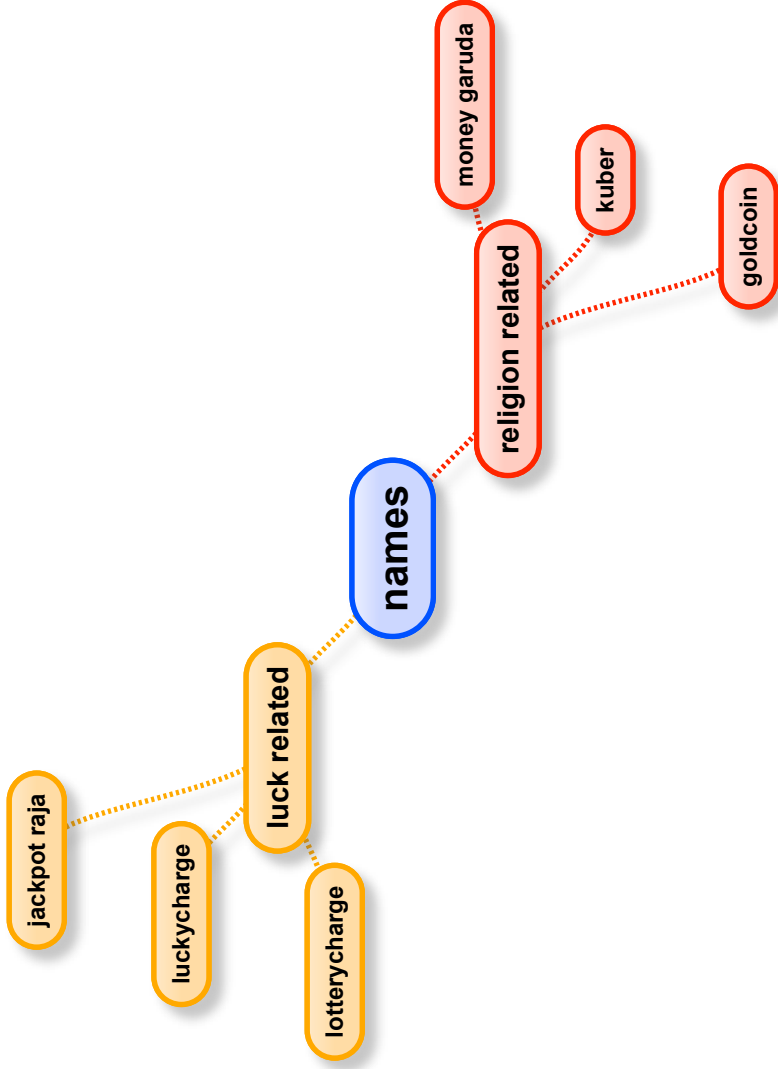 names
luck related
jackpot raja
luckycharge
lotterycharge
religion related
money garuda
kuber
goldcoin